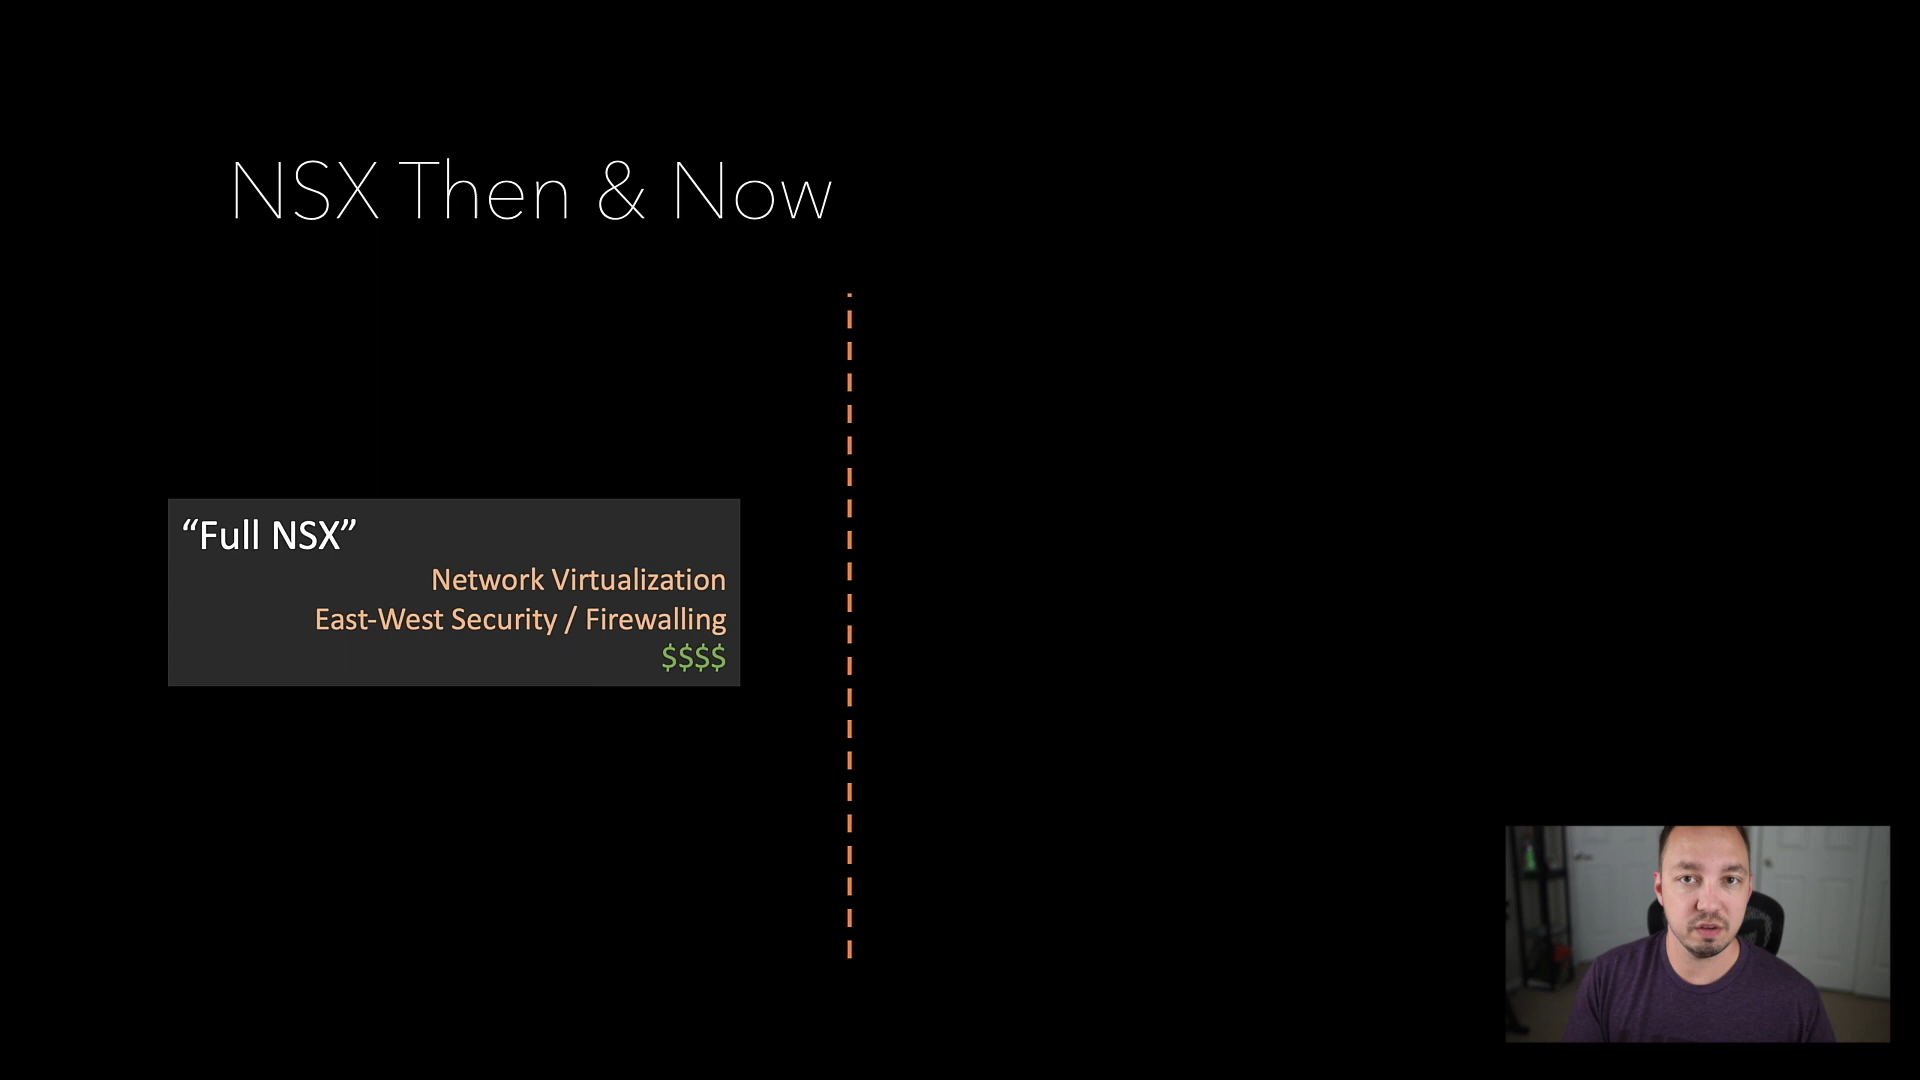 NSX Then & Now
“Full NSX”
Network Virtualization
East-West Security / Firewalling
$$$$